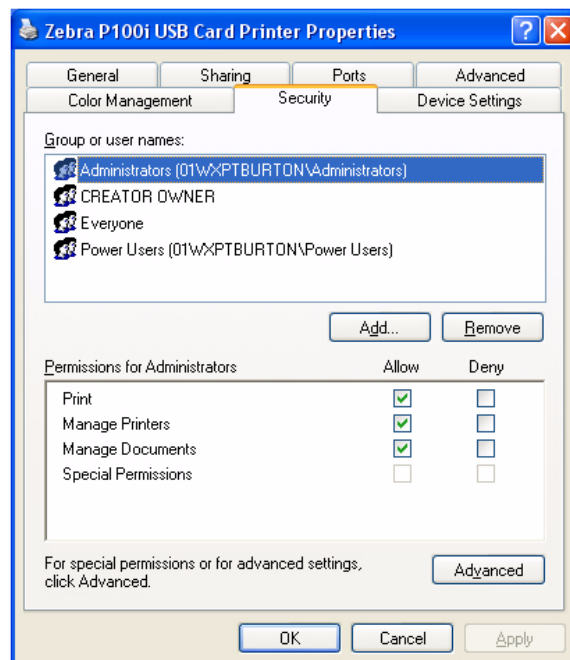 Zebra P100i USB Card Printer Properties
General Sharing Ports Advanced
Color Management Security Device Settings
Group or user names:
Administrators (01WXPTBURTON\Administrators)
CREATOR OWNER
Everyone
Power Users (01WXPTBURTON\Power Users)
Add... Remove
Permissions for Administrators Allow Deny
Print
Manage Printers
Manage Documents
Special Permissions
For special permissions or for advanced settings,
click Advanced.
Advanced
OK Cancel Apply